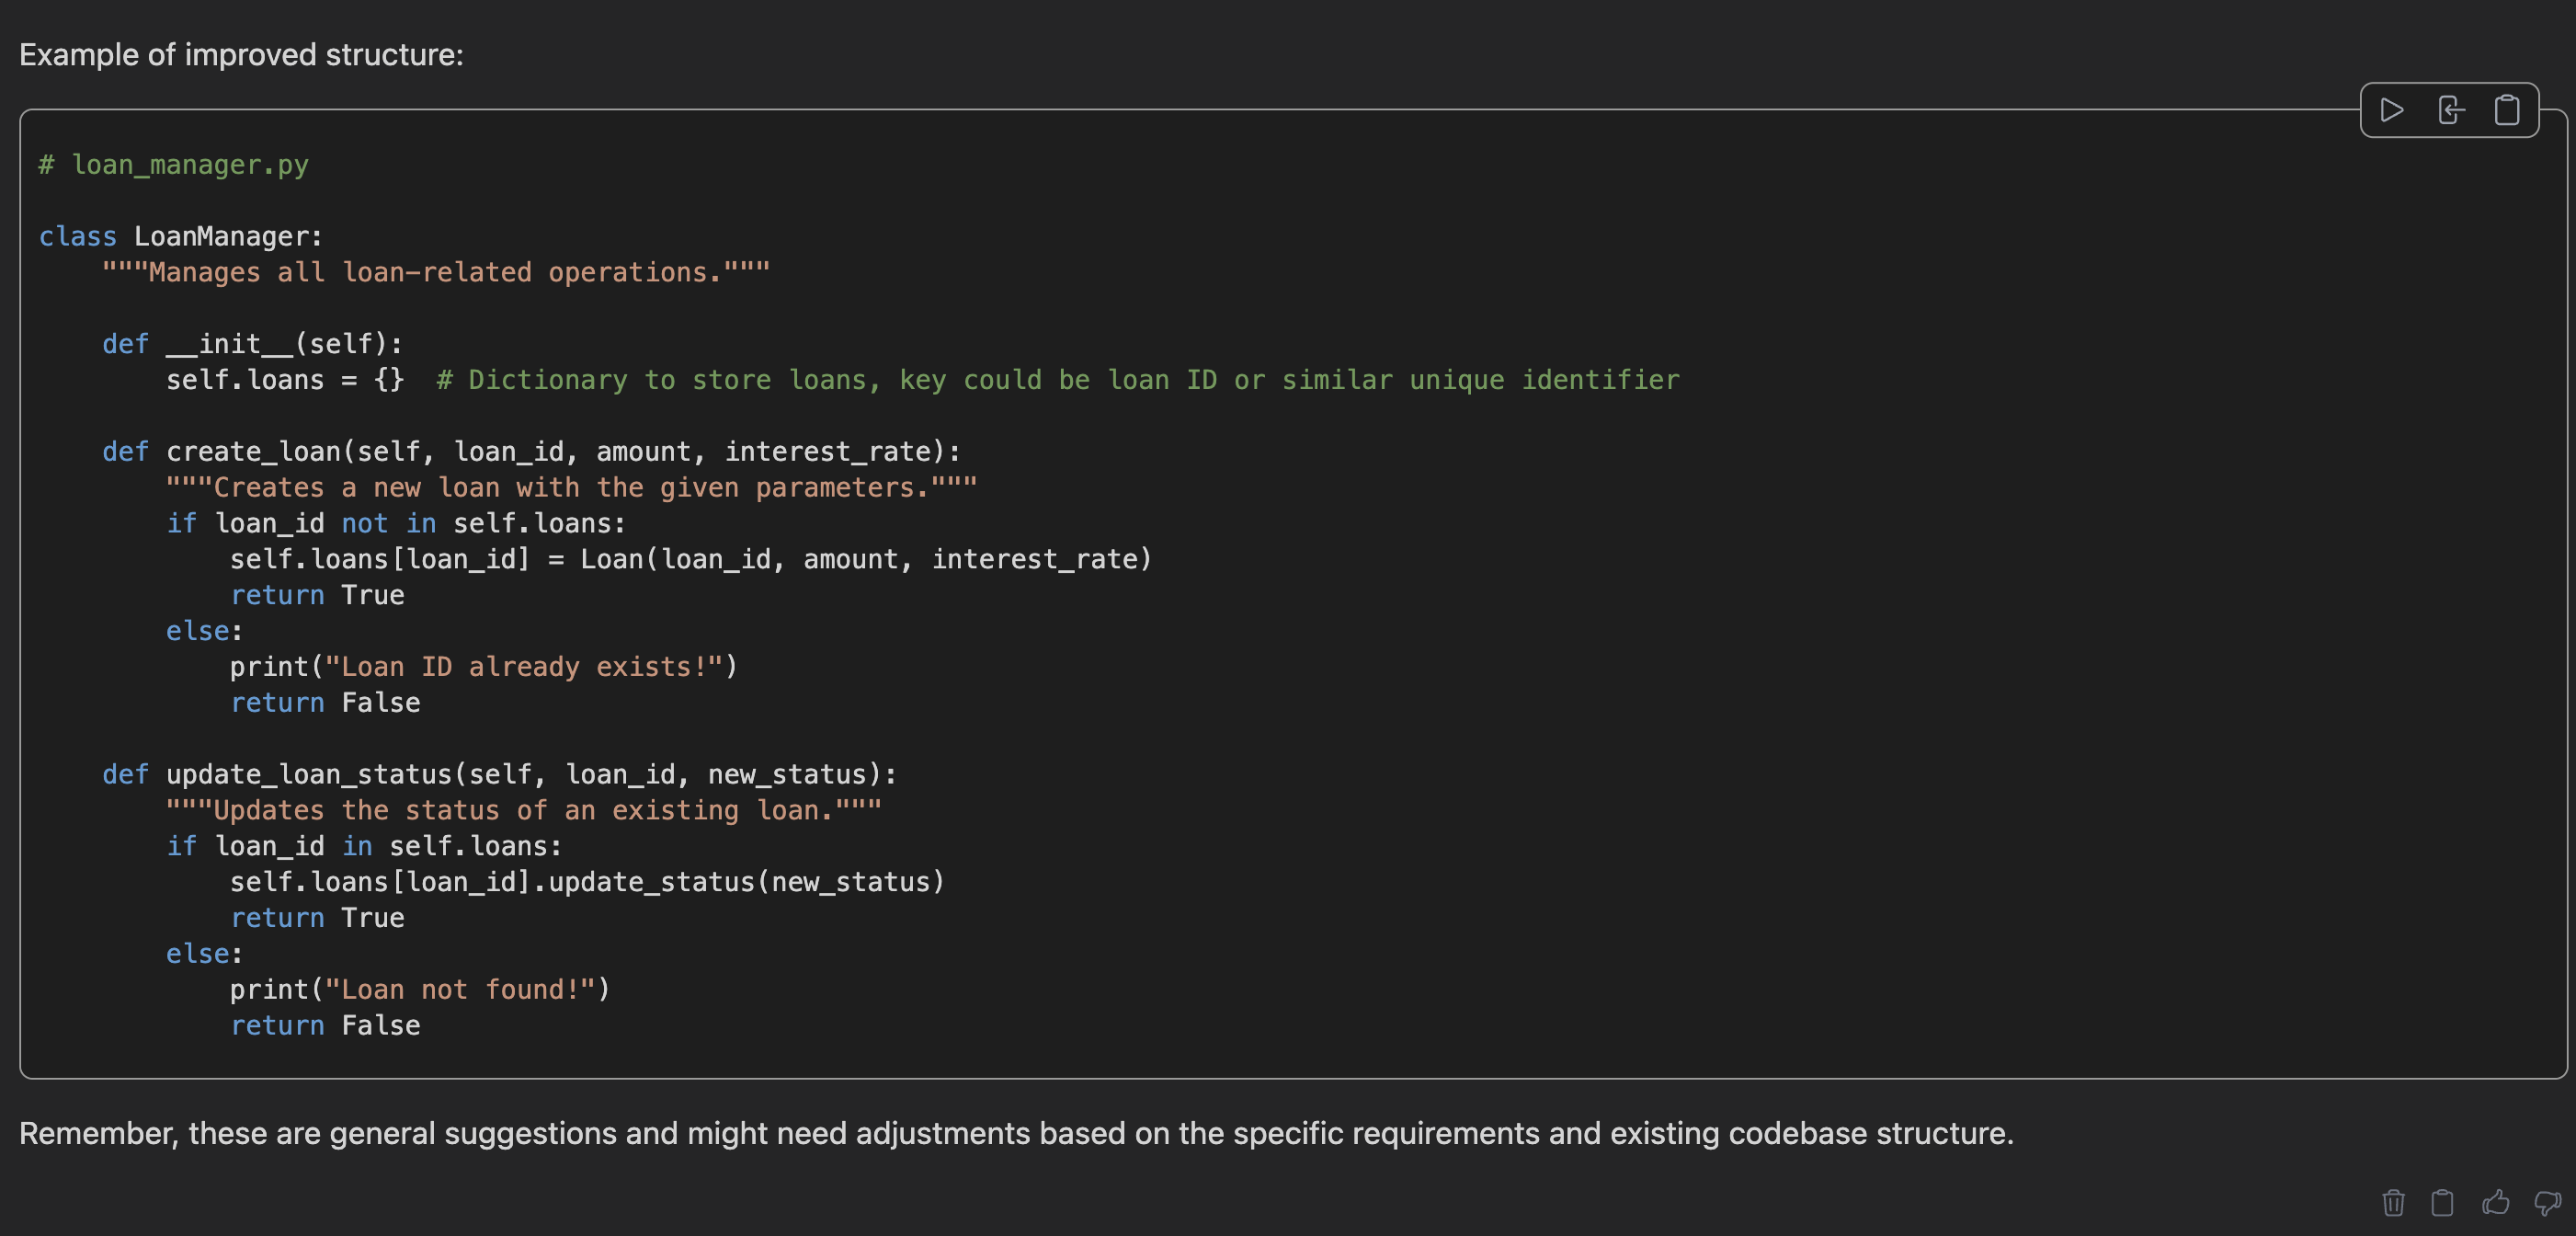 Example of improved structure:
# loan_manager.py
class LoanManager:
    """Manages all loan-related operations."""
    def __init__(self):
        self.loans = {}  # Dictionary to store loans, key could be loan ID or similar unique identifier
    def create_loan(self, loan_id, amount, interest_rate):
        """Creates a new loan with the given parameters."""
        if loan_id not in self.loans:
            self.loans[loan_id] = Loan(loan_id, amount, interest_rate)
            return True
        else:
            print("Loan ID already exists!")
            return False
    def update_loan_status(self, loan_id, new_status):
        """Updates the status of an existing loan."""
        if loan_id in self.loans:
            self.loans[loan_id].update_status(new_status)
            return True
        else:
            print("Loan not found!")
            return False
Remember, these are general suggestions and might need adjustments based on the specific requirements and existing codebase structure.